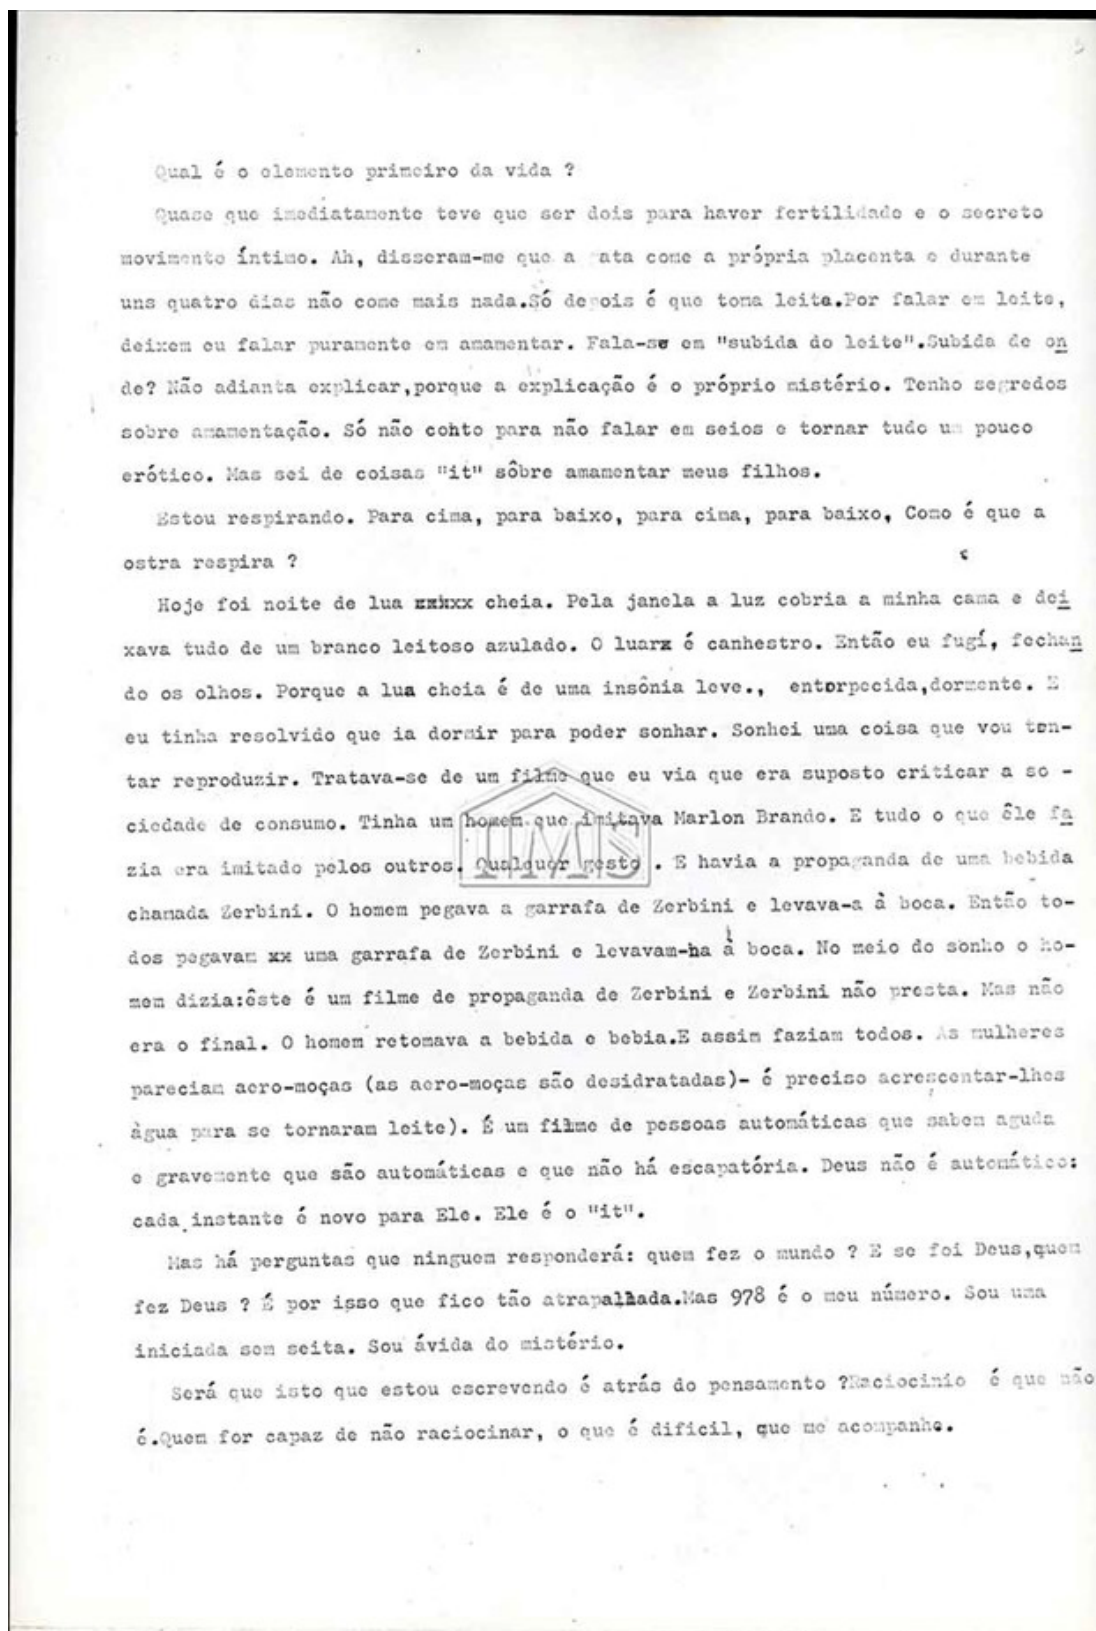 Qual é o elemento primeiro da vida ?
Quase que imediatamente teve que ser dois para haver fertilidade e o secreto
movimento íntimo. Ah, disseram-me que a ata come a própria placenta e durante
uns quatro dias não come mais nada.Só depois é que toma leite.Por falar em leite,
deixem eu falar puramente em amamentar. Fala-se em "subida do leite".Subida de on
de? Não adianta explicar,porque a explicação é o próprio mistério. Tenho segredos
sobre amamentação. Só não conto para não falar em seios e tornar tudo um pouco
erótico. Mas sei de coisas "it" sôbre amamentar meus filhos.
Estou respirando. Para cima, para baixo, para cima, para baixo, Como é que a
ostra respira ?
Hoje foi noite de lua xxxxx cheia. Pela janela a luz cobria a minha cama e dei
xava tudo de um branco leitoso azulado. O luarx é canhestro. Então eu fugí, fechan
do os olhos. Porque a lua cheia é de uma insônia leve., entorpecida,dormente. E
eu tinha resolvido que ia dormir para poder sonhar. Sonhei uma coisa que vou ten-
tar reproduzir. Tratava-se de um filme que eu via que era suposto criticar a so -
ciedade de consumo. Tinha um homem que imitava Marlon Brando. E tudo o que êle fa
zia era imitado pelos outros. Qualquer gesto . E havia a propaganda de uma bebida
chamada Zerbini. O homem pegava a garrafa de Zerbini e levava-a à boca. Então to-
dos pegavam xx uma garrafa de Zerbini e levavam-ha à boca. No meio do sonho o ho-
mem dizia:êste é um filme de propaganda de Zerbini e Zerbini não presta. Mas não
era o final. O homem retomava a bebida e bebia.E assim faziam todos. As mulheres
pareciam aero-moças (as aero-moças são desidratadas)- é preciso acrescentar-lhes
àgua para se tornaram leite). É um filme de pessoas automáticas que sabem aguda
e gravemente que são automáticas e que não há escapatória. Deus não é automático:
cada instante é novo para Ele. Ele é o "it".
Mas há perguntas que ninguem responderá: quem fez o mundo ? E se foi Deus,quem
fez Deus ? É por isso que fico tão atrapalhada.Mas 978 é o meu número. Sou uma
iniciada sem seita. Sou ávida do mistério.
Será que isto que estou escrevendo é atrás do pensamento ?Raciocinio é que não
é.Quem for capaz de não raciocinar, o que é dificil, que me acompanhe.
IMS